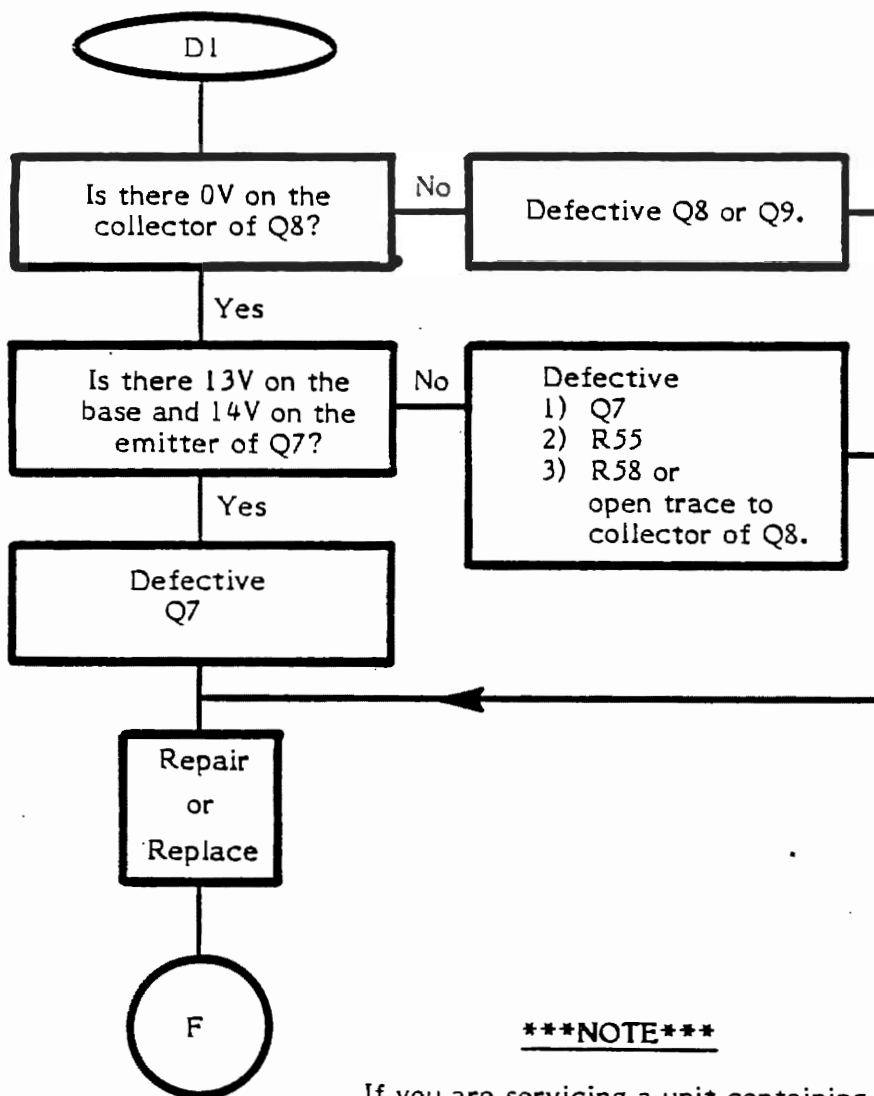 D1
Is there 0V on the
collector of Q8?
No
Defective Q8 or Q9.
Yes
Is there 13V on the
base and 14V on the
emitter of Q7?
No
Defective
1) Q7
2) R55
3) R58 or
open trace to
collector of Q8.
Yes
Defective
Q7
Repair
or
Replace
F
***NOTE***
If you are servicing a unit containing